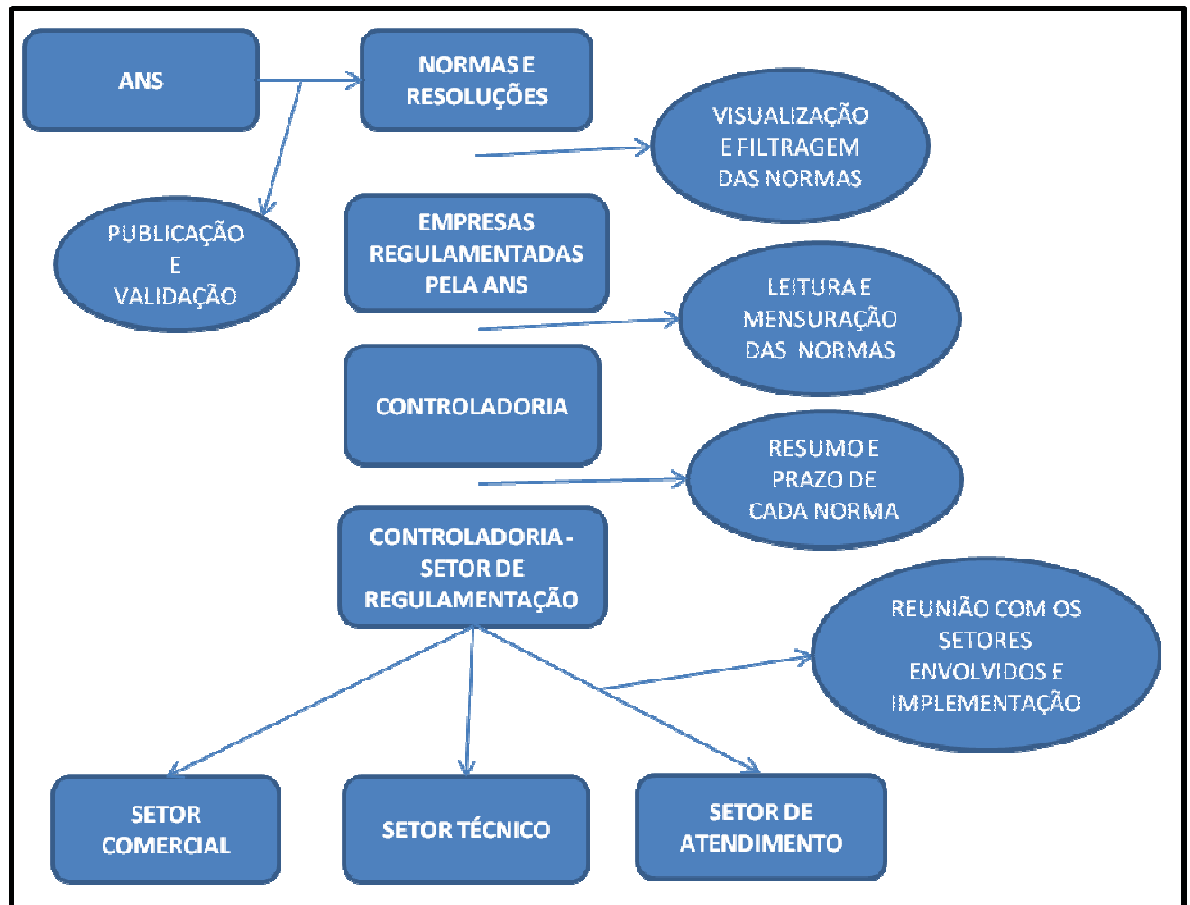 ANS
NORMAS E
RESOLUÇÕES
VISUALIZAÇÃO
E FILTRAGEM
DAS NORMAS
PUBLICAÇÃO
E
VALIDAÇÃO
EMPRESAS
REGULAMENTADAS
PELA ANS
LEITURA E
MENSURAÇÃO
DAS NORMAS
CONTROLADORIA
RESUMO E
PRAZO DE
CADA NORMA
CONTROLADORIA -
SETOR DE
REGULAMENTAÇÃO
REUNIÃO COM OS
SETORES
ENVOLVIDOS E
IMPLEMENTAÇÃO
SETOR
COMERCIAL
SETOR TÉCNICO
SETOR DE
ATENDIMENTO